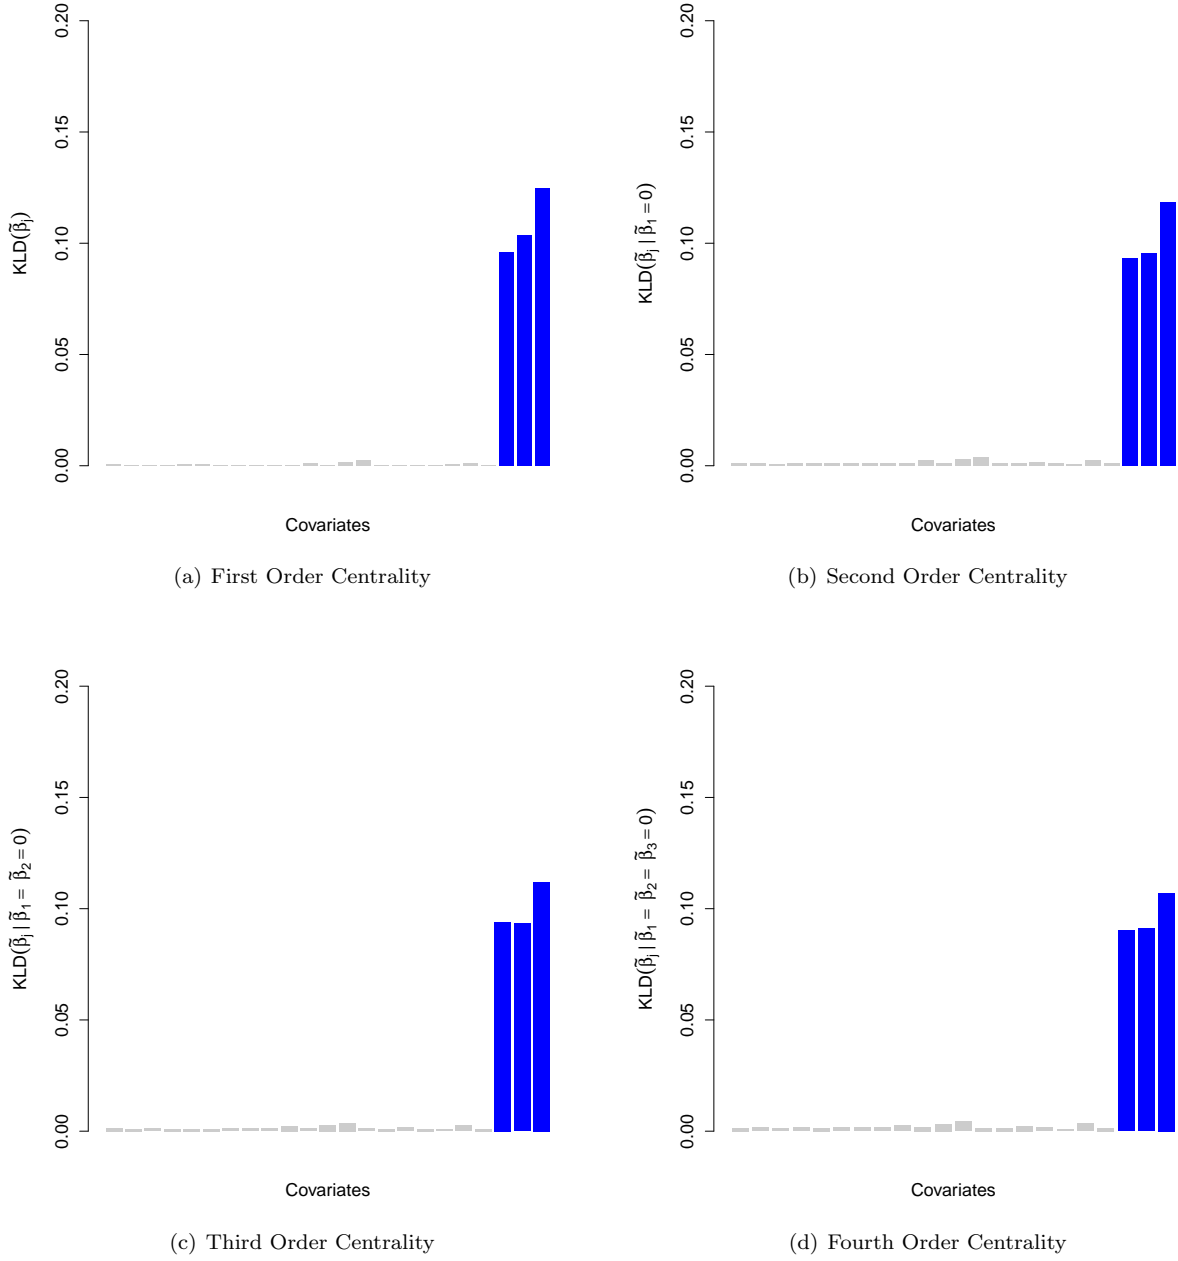 0.20
0.15
0.10
0.05
0.00
KLD(β̃j)
Covariates
(a) First Order Centrality
0.20
0.15
0.10
0.05
0.00
KLD(β̃j | β̃1 = 0)
Covariates
(b) Second Order Centrality
0.20
0.15
0.10
0.05
0.00
KLD(β̃j | β̃1 = β̃2 = 0)
Covariates
(c) Third Order Centrality
0.20
0.15
0.10
0.05
0.00
KLD(β̃j | β̃1 = β̃2 = β̃3 = 0)
Covariates
(d) Fourth Order Centrality